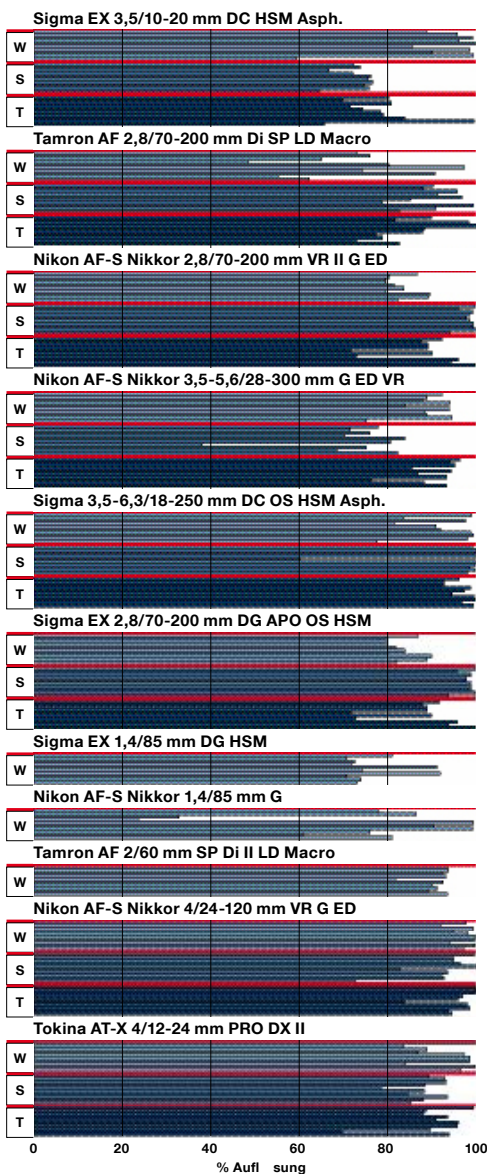 Sigma EX 3,5/10-20 mm DC HSM Asph.
W
S
T
Tamron AF 2,8/70-200 mm Di SP LD Macro
W
S
T
Nikon AF-S Nikkor 2,8/70-200 mm VR II G ED
W
S
T
Nikon AF-S Nikkor 3,5-5,6/28-300 mm G ED VR
W
S
T
Sigma 3,5-6,3/18-250 mm DC OS HSM Asph.
W
S
T
Sigma EX 2,8/70-200 mm DG APO OS HSM
W
S
T
Sigma EX 1,4/85 mm DG HSM
W
Nikon AF-S Nikkor 1,4/85 mm G
W
Tamron AF 2/60 mm SP Di II LD Macro
W
Nikon AF-S Nikkor 4/24-120 mm VR G ED
W
S
T
Tokina AT-X 4/12-24 mm PRO DX II
W
S
T
0 20 40 60 80 100
% Aufl sung